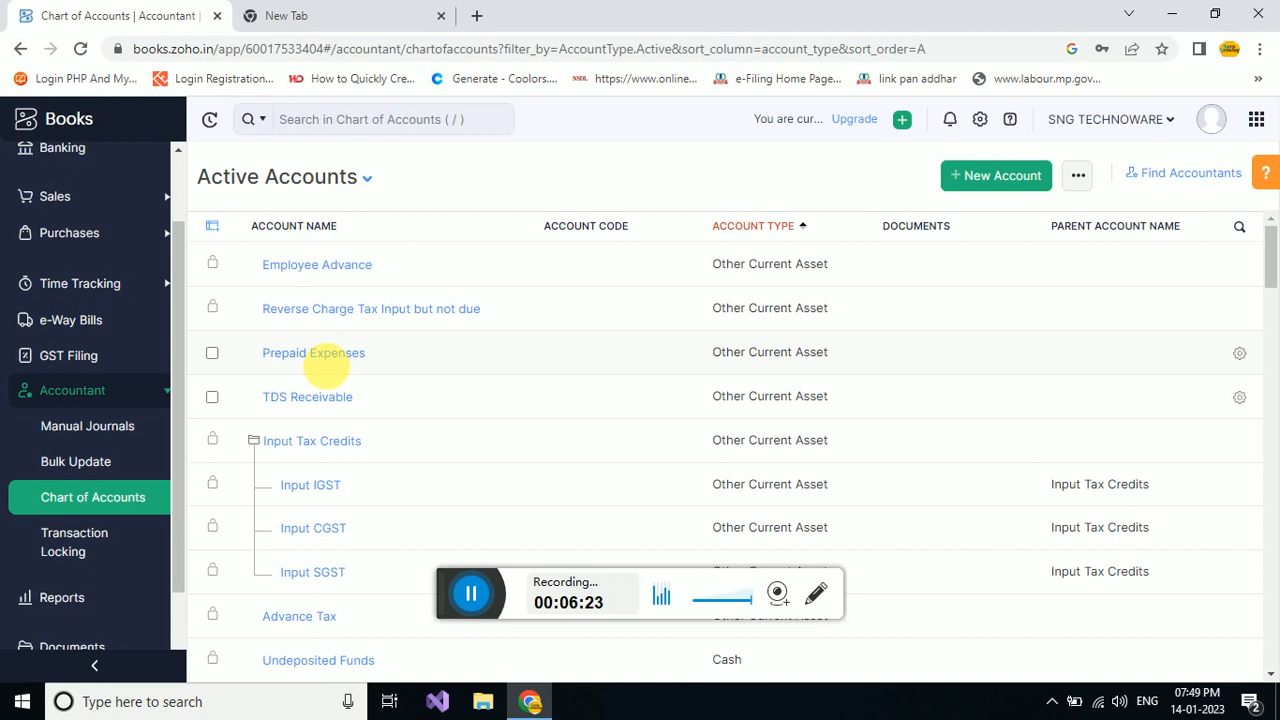 Chart of Accounts | Accountant
New Tab
books.zoho.in/app/60017533404#/accountant/chartofaccounts?filter_by=AccountType.Active&sort_column=account_type&sort_order=A
Login PHP And My...
Login Registration...
How to Quickly Cre...
Generate - Coolors...
https://www.online...
e-Filing Home Page...
link pan addhar
www.labour.mp.gov...
»
Books
Search in Chart of Accounts ( / )
You are cur...
Upgrade
SNG TECHNOWARE
Banking
Sales
Purchases
Time Tracking
e-Way Bills
GST Filing
Accountant
Manual Journals
Bulk Update
Chart of Accounts
Transaction
Locking
Reports
Documents
Active Accounts
+ New Account
Find Accountants
?
ACCOUNT NAME ACCOUNT CODE ACCOUNT TYPE DOCUMENTS PARENT ACCOUNT NAME
Employee Advance Other Current Asset
Reverse Charge Tax Input but not due Other Current Asset
Prepaid Expenses Other Current Asset
TDS Receivable Other Current Asset
Input Tax Credits Other Current Asset
Input IGST Other Current Asset Input Tax Credits
Input CGST Other Current Asset Input Tax Credits
Input SGST Other Current Asset Input Tax Credits
Advance Tax
Undeposited Funds Cash
Recording...
00:06:23
Type here to search
ENG
07:49 PM
14-01-2023
2